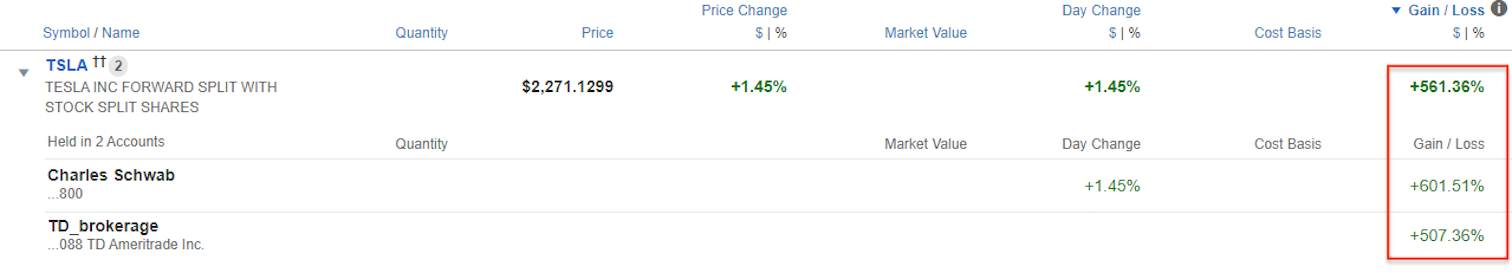 Price Change Day Change ▼ Gain / Loss i
Symbol / Name Quantity Price $ | % Market Value $ | % Cost Basis $ | %
TSLA †† 2
TESLA INC FORWARD SPLIT WITH $2,271.1299 +1.45% +1.45% +561.36%
STOCK SPLIT SHARES
Held in 2 Accounts Quantity Market Value Day Change Cost Basis Gain / Loss
Charles Schwab
...800 +1.45% +601.51%
TD_brokerage
...088 TD Ameritrade Inc. +507.36%